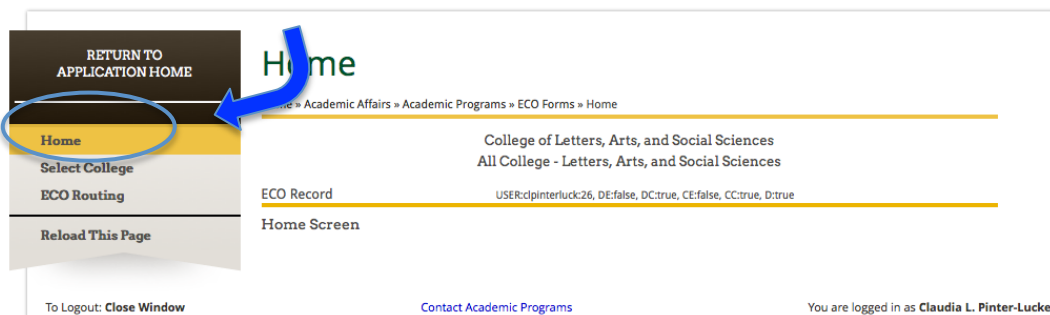 RETURN TO
APPLICATION HOME
Home
Select College
ECO Routing
Reload This Page
Home
» Academic Affairs » Academic Programs » ECO Forms » Home
College of Letters, Arts, and Social Sciences
All College - Letters, Arts, and Social Sciences
ECO Record USER:clpinterluck:26, DE:false, DC:true, CE:false, CC:true, D:true
Home Screen
To Logout: Close Window Contact Academic Programs You are logged in as Claudia L. Pinter-Lucke